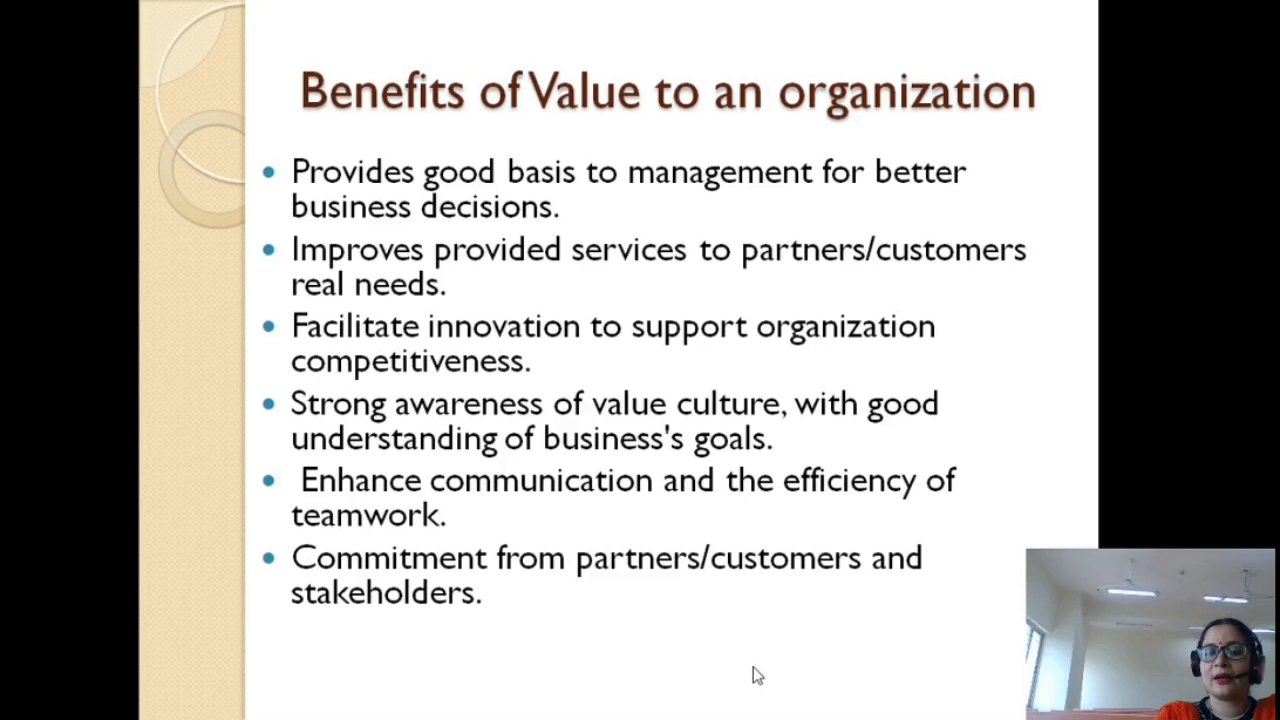 Benefits of Value to an organization
• Provides good basis to management for better
business decisions.
• Improves provided services to partners/customers
real needs.
• Facilitate innovation to support organization
competitiveness.
• Strong awareness of value culture, with good
understanding of business's goals.
• Enhance communication and the efficiency of
teamwork.
• Commitment from partners/customers and
stakeholders.